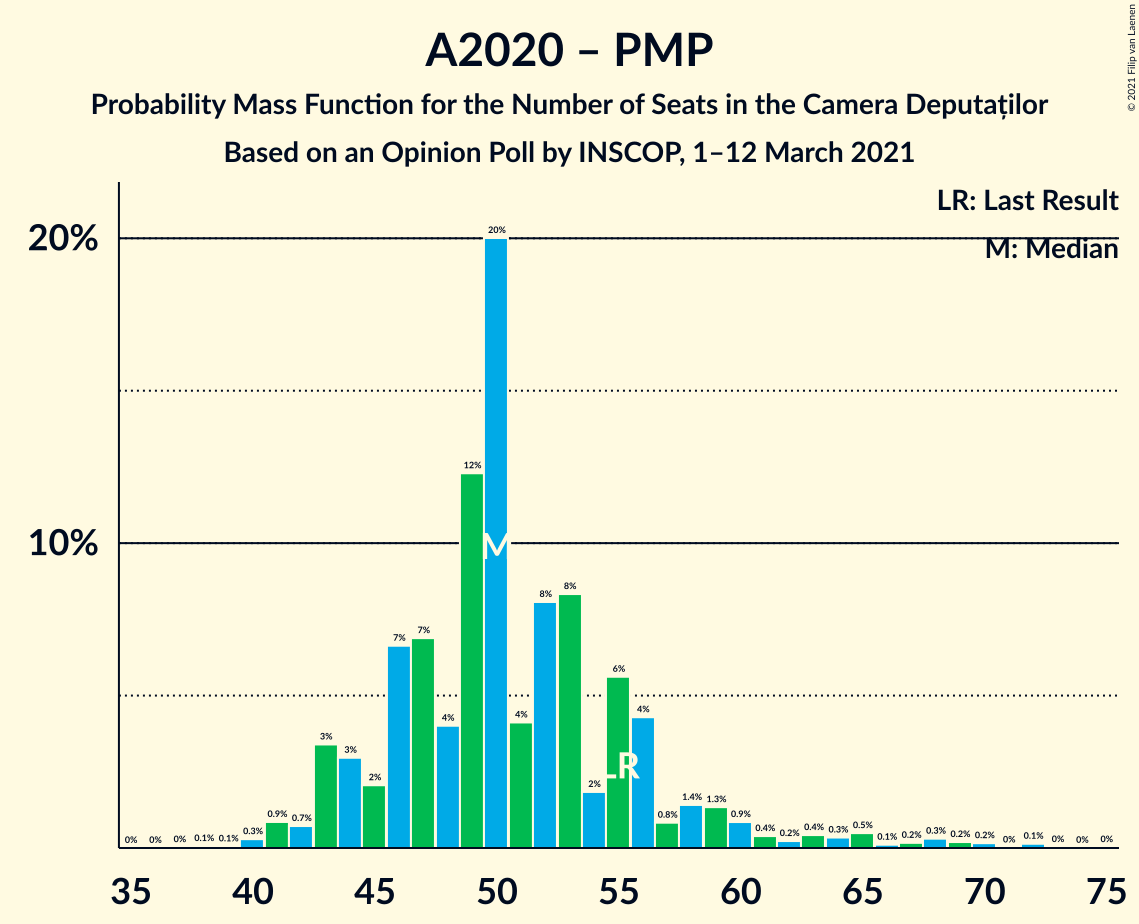 A2020 – PMP
Probability Mass Function for the Number of Seats in the Camera Deputaților
Based on an Opinion Poll by INSCOP, 1–12 March 2021
© 2021 Filip van Laenen
LR: Last Result
M: Median
20%
10%
0% 0% 0% 0.1% 0.1% 0.3% 0.9% 0.7% 3% 3% 2% 7% 7% 4% 12% 20% 4% 8% 8% 2% 6% 4% 0.8% 1.4% 1.3% 0.9% 0.4% 0.2% 0.4% 0.3% 0.5% 0.1% 0.2% 0.3% 0.2% 0.2% 0% 0.1% 0% 0% 0%
M
LR
35 40 45 50 55 60 65 70 75